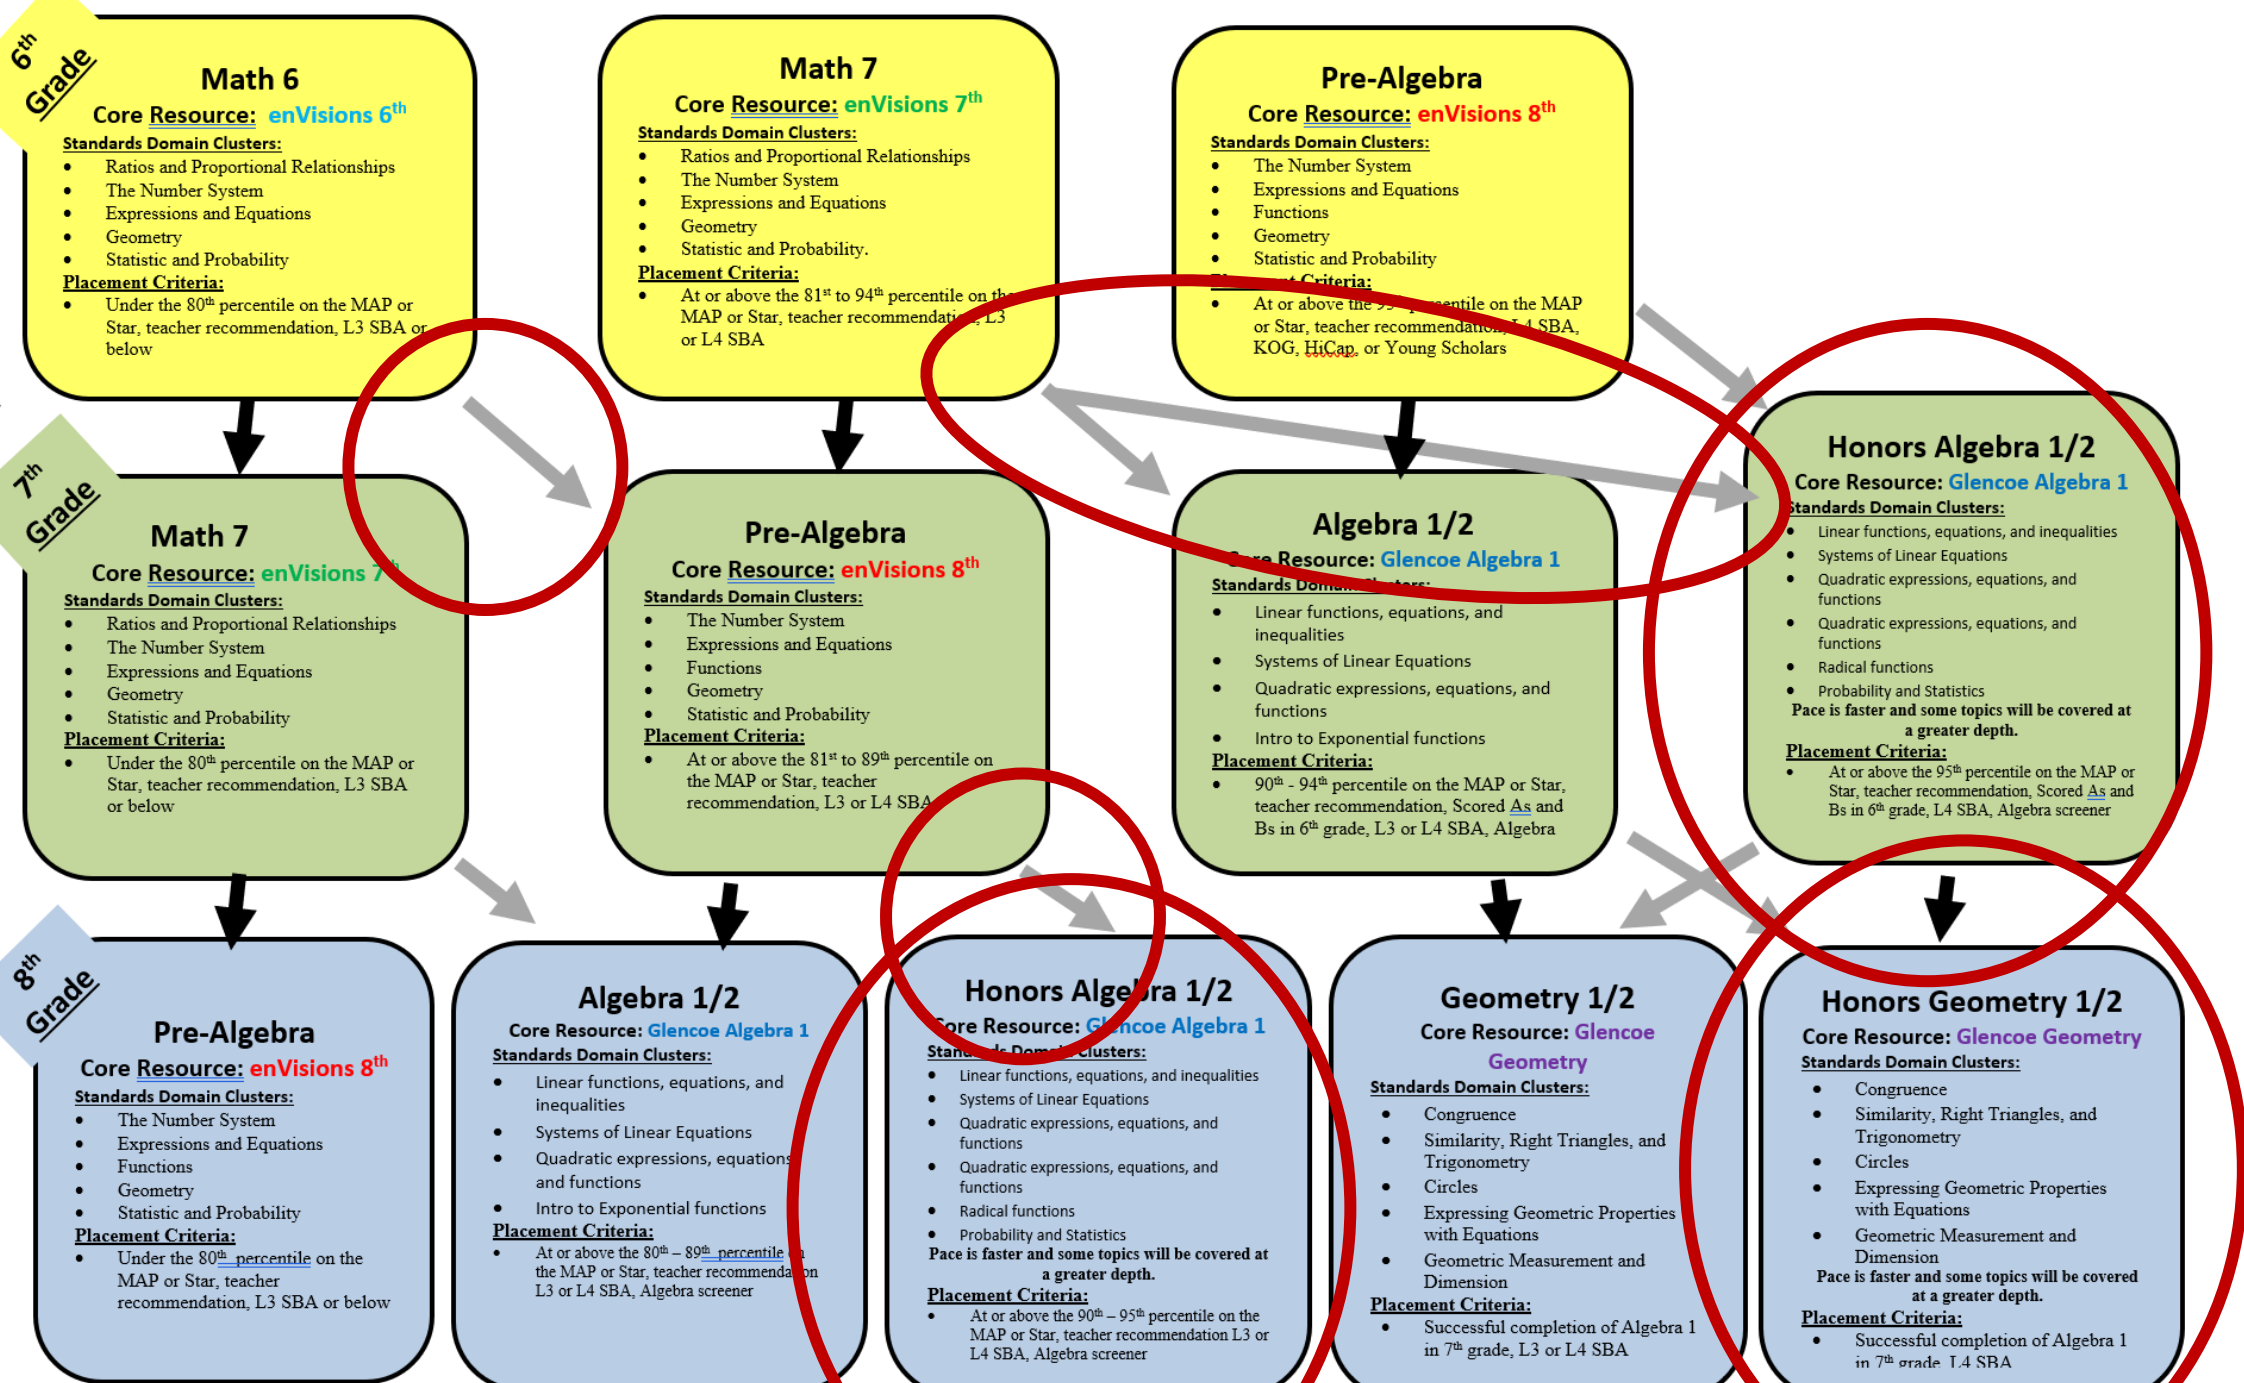 6th
Grade
Math 6
Core Resource: enVisions 6th
Standards Domain Clusters:
• Ratios and Proportional Relationships
• The Number System
• Expressions and Equations
• Geometry
• Statistic and Probability
Placement Criteria:
• Under the 80th percentile on the MAP or
Star, teacher recommendation, L3 SBA or
below
Math 7
Core Resource: enVisions 7th
Standards Domain Clusters:
• Ratios and Proportional Relationships
• The Number System
• Expressions and Equations
• Geometry
• Statistic and Probability.
Placement Criteria:
• At or above the 81st to 94th percentile on the
MAP or Star, teacher recommendation, L3
or L4 SBA
Pre-Algebra
Core Resource: enVisions 8th
Standards Domain Clusters:
• The Number System
• Expressions and Equations
• Functions
• Geometry
• Statistic and Probability
Placement Criteria:
• At or above the 95th percentile on the MAP
or Star, teacher recommendation, L4 SBA,
KOG, HiCap, or Young Scholars
7th
Grade
Math 7
Core Resource: enVisions 7th
Standards Domain Clusters:
• Ratios and Proportional Relationships
• The Number System
• Expressions and Equations
• Geometry
• Statistic and Probability
Placement Criteria:
• Under the 80th percentile on the MAP or
Star, teacher recommendation, L3 SBA
or below
Pre-Algebra
Core Resource: enVisions 8th
Standards Domain Clusters:
• The Number System
• Expressions and Equations
• Functions
• Geometry
• Statistic and Probability
Placement Criteria:
• At or above the 81st to 89th percentile on
the MAP or Star, teacher
recommendation, L3 or L4 SBA
Algebra 1/2
Core Resource: Glencoe Algebra 1
Standards Domain Clusters:
• Linear functions, equations, and
inequalities
• Systems of Linear Equations
• Quadratic expressions, equations, and
functions
• Intro to Exponential functions
Placement Criteria:
• 90th - 94th percentile on the MAP or Star,
teacher recommendation, Scored As and
Bs in 6th grade, L3 or L4 SBA, Algebra
Honors Algebra 1/2
Core Resource: Glencoe Algebra 1
Standards Domain Clusters:
• Linear functions, equations, and inequalities
• Systems of Linear Equations
• Quadratic expressions, equations, and
functions
• Quadratic expressions, equations, and
functions
• Radical functions
• Probability and Statistics
Pace is faster and some topics will be covered at
a greater depth.
Placement Criteria:
• At or above the 95th percentile on the MAP or
Star, teacher recommendation, Scored As and
Bs in 6th grade, L4 SBA, Algebra screener
8th
Grade
Pre-Algebra
Core Resource: enVisions 8th
Standards Domain Clusters:
• The Number System
• Expressions and Equations
• Functions
• Geometry
• Statistic and Probability
Placement Criteria:
• Under the 80th percentile on the
MAP or Star, teacher
recommendation, L3 SBA or below
Algebra 1/2
Core Resource: Glencoe Algebra 1
Standards Domain Clusters:
• Linear functions, equations, and
inequalities
• Systems of Linear Equations
• Quadratic expressions, equations
and functions
• Intro to Exponential functions
Placement Criteria:
• At or above the 80th – 89th percentile on
the MAP or Star, teacher recommendation
L3 or L4 SBA, Algebra screener
Honors Algebra 1/2
Core Resource: Glencoe Algebra 1
Standards Domain Clusters:
• Linear functions, equations, and inequalities
• Systems of Linear Equations
• Quadratic expressions, equations, and
functions
• Quadratic expressions, equations, and
functions
• Radical functions
• Probability and Statistics
Pace is faster and some topics will be covered at
a greater depth.
Placement Criteria:
• At or above the 90th – 95th percentile on the
MAP or Star, teacher recommendation L3 or
L4 SBA, Algebra screener
Geometry 1/2
Core Resource: Glencoe
Geometry
Standards Domain Clusters:
• Congruence
• Similarity, Right Triangles, and
Trigonometry
• Circles
• Expressing Geometric Properties
with Equations
• Geometric Measurement and
Dimension
Placement Criteria:
• Successful completion of Algebra 1
in 7th grade, L3 or L4 SBA
Honors Geometry 1/2
Core Resource: Glencoe Geometry
Standards Domain Clusters:
• Congruence
• Similarity, Right Triangles, and
Trigonometry
• Circles
• Expressing Geometric Properties
with Equations
• Geometric Measurement and
Dimension
Pace is faster and some topics will be covered
at a greater depth.
Placement Criteria:
• Successful completion of Algebra 1
in 7th grade, L4 SBA